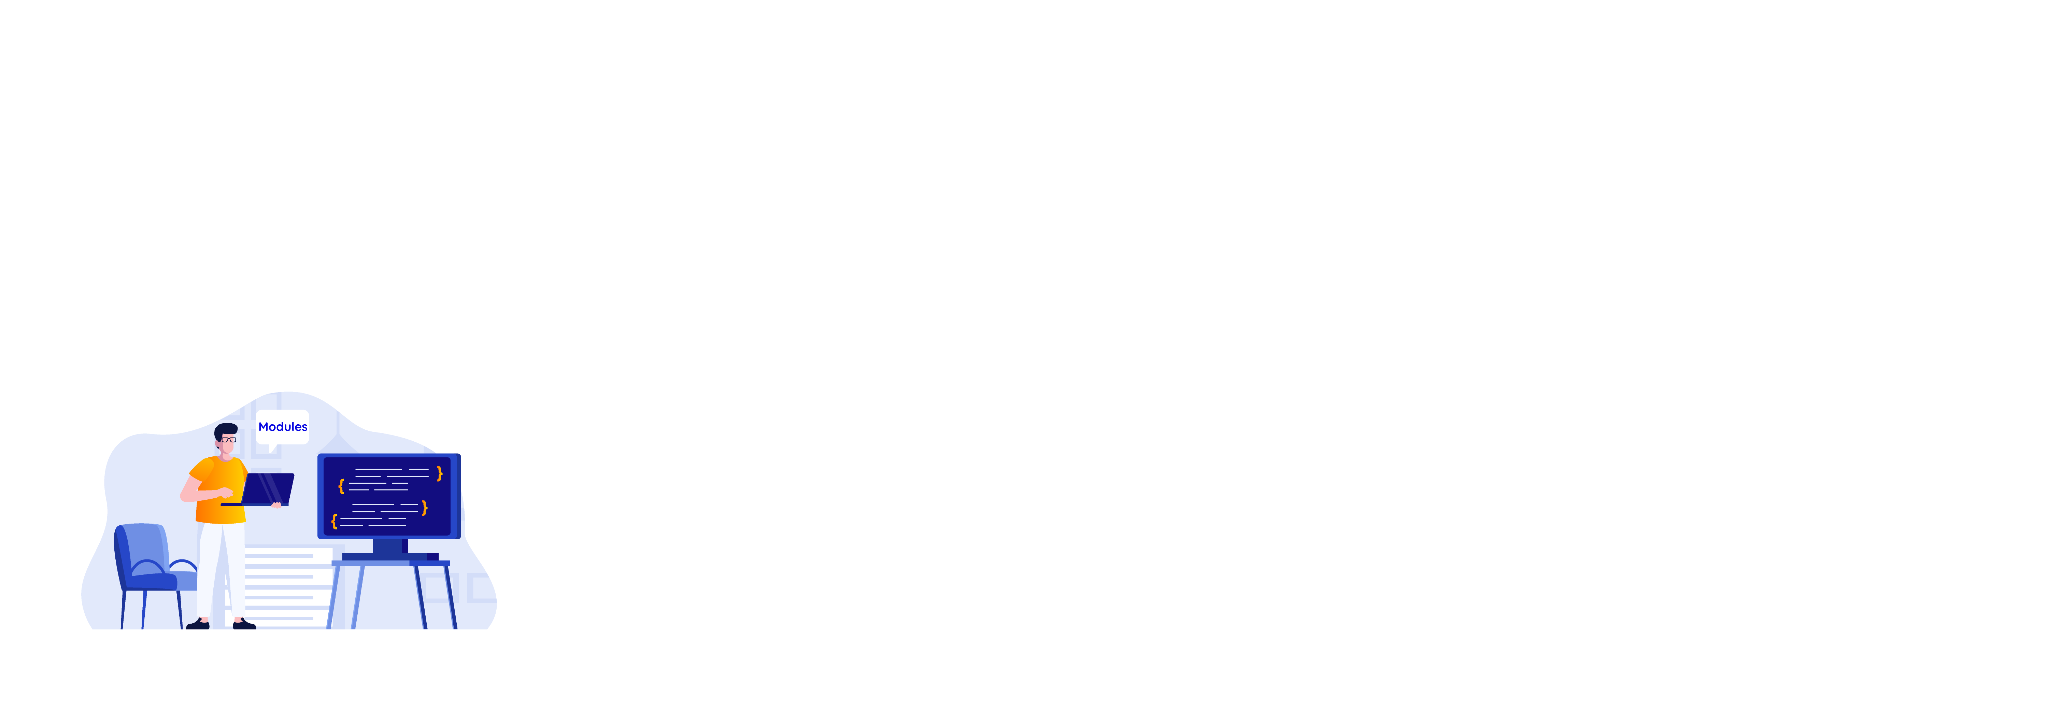 Modules
{ }
{ }